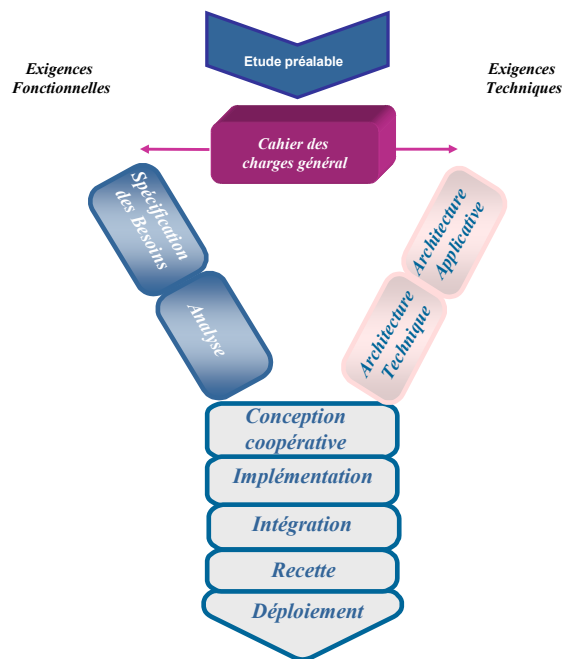 Etude préalable
Exigences
Fonctionnelles
Exigences
Techniques
Cahier des
charges général
Spécification
des Besoins
Architecture
Applicative
Analyse
Architecture
Technique
Conception
coopérative
Implémentation
Intégration
Recette
Déploiement